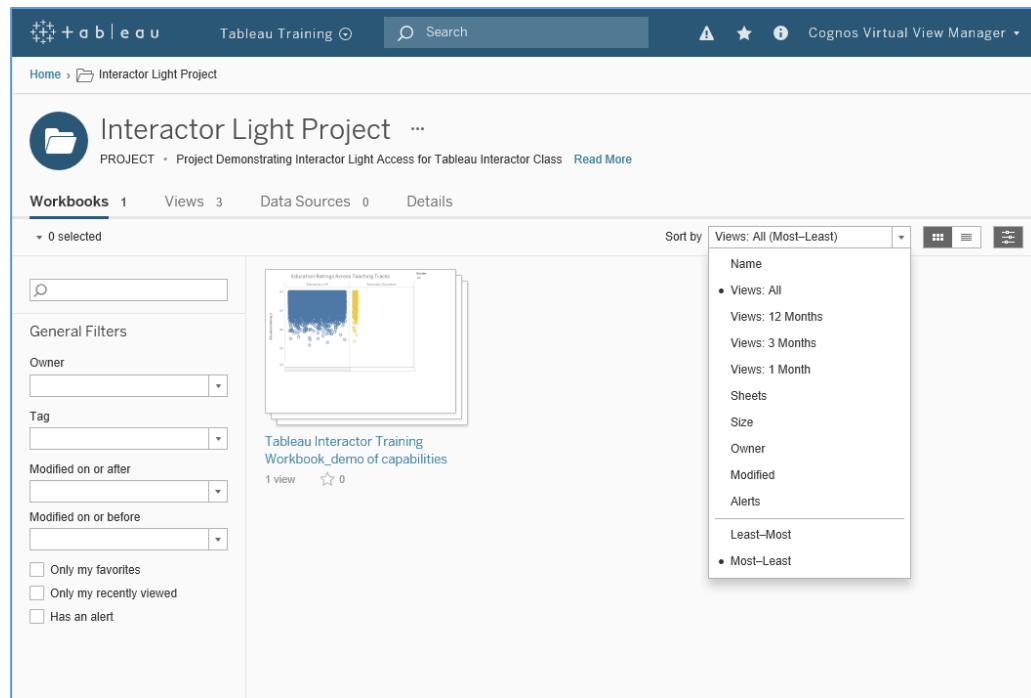 +ableau
Tableau Training
Search
Cognos Virtual View Manager
Home › Interactor Light Project
Interactor Light Project ...
PROJECT • Project Demonstrating Interactor Light Access for Tableau Interactor Class Read More
Workbooks 1 Views 3 Data Sources 0 Details
0 selected
Sort by Views: All (Most–Least)
General Filters
Owner
Tag
Modified on or after
Modified on or before
Only my favorites
Only my recently viewed
Has an alert
Education Ratings Across Teaching Tracks
Tableau Interactor Training
Workbook_demo of capabilities
1 view 0
Name
• Views: All
Views: 12 Months
Views: 3 Months
Views: 1 Month
Sheets
Size
Owner
Modified
Alerts
Least–Most
• Most–Least